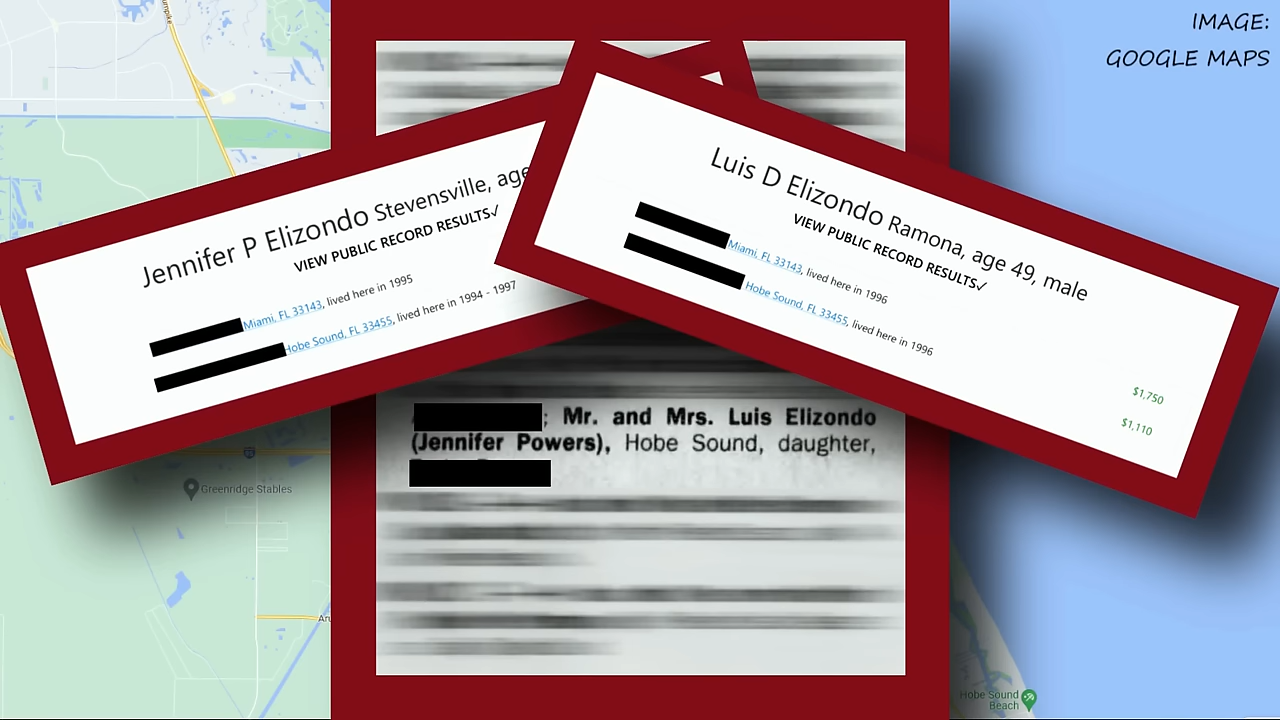 IMAGE:
GOOGLE MAPS
Jennifer P Elizondo Stevensville, age
VIEW PUBLIC RECORD RESULTS✓
Miami, FL 33143, lived here in 1995
Hobe Sound, FL 33455, lived here in 1994 - 1997
Luis D Elizondo Ramona, age 49, male
VIEW PUBLIC RECORD RESULTS✓
Miami, FL 33143, lived here in 1996
Hobe Sound, FL 33455, lived here in 1996
$1,750
$1,110
; Mr. and Mrs. Luis Elizondo
(Jennifer Powers), Hobe Sound, daughter,
Greenridge Stables
Hobe Sound
Beach